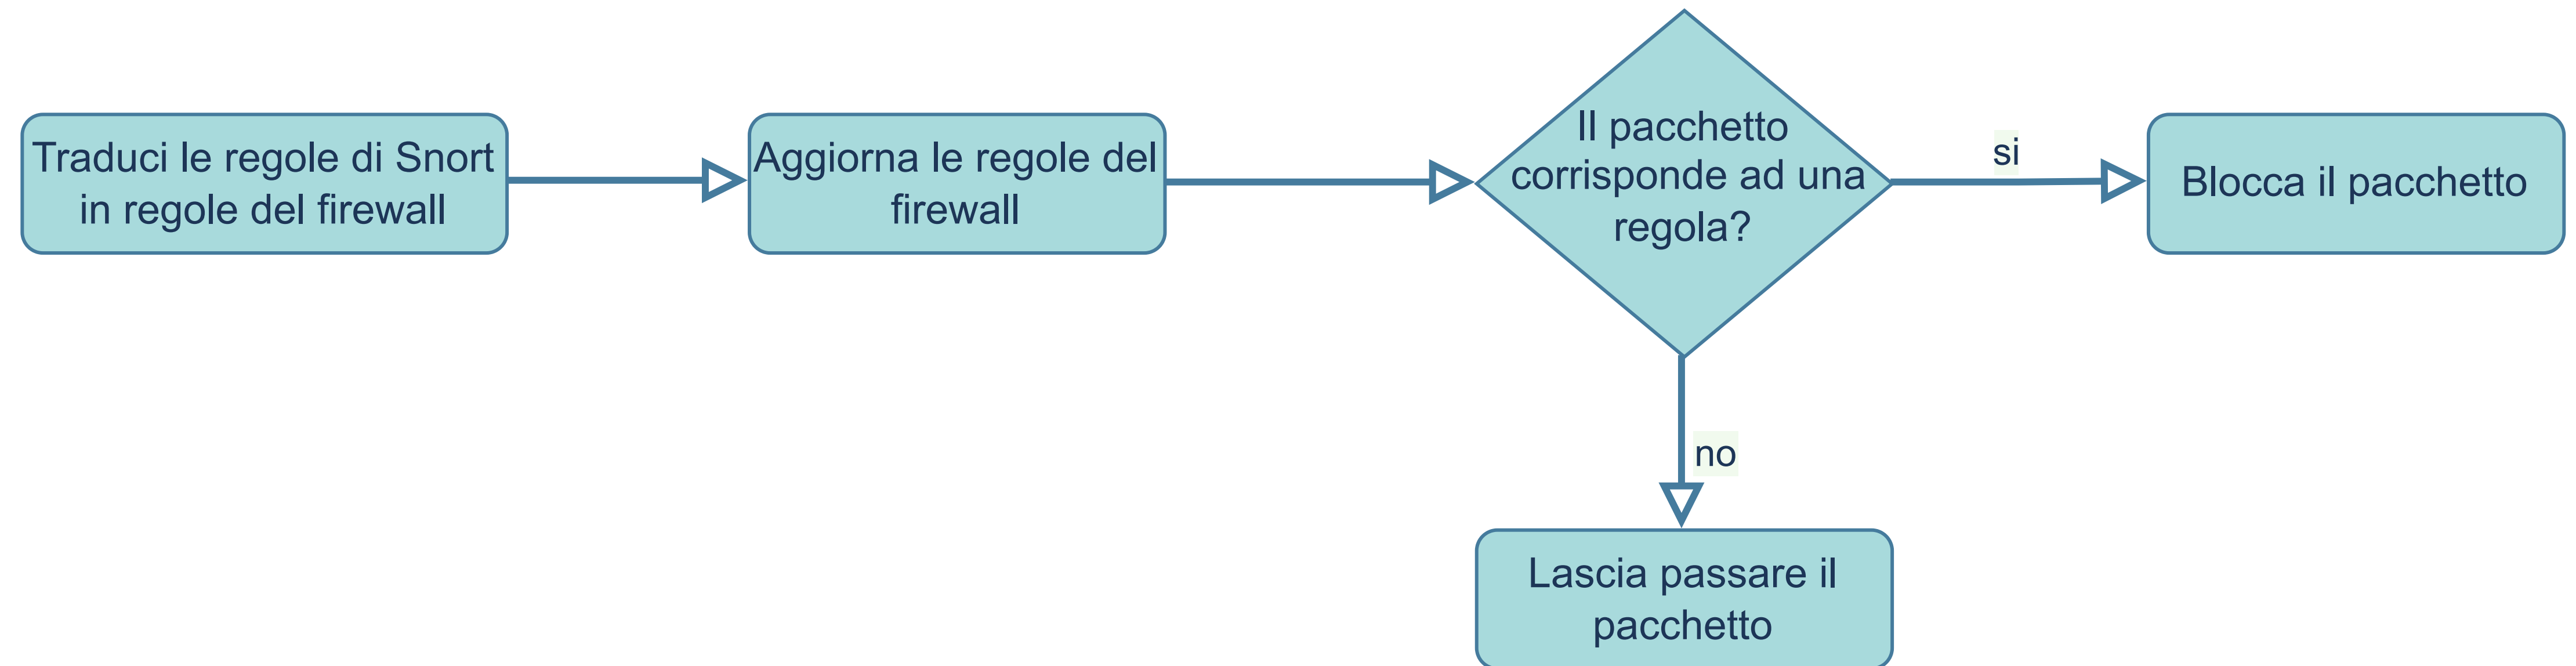 Traduci le regole di Snort
in regole del firewall
Aggiorna le regole del
firewall
Il pacchetto
corrisponde ad una
regola?
si
Blocca il pacchetto
no
Lascia passare il
pacchetto